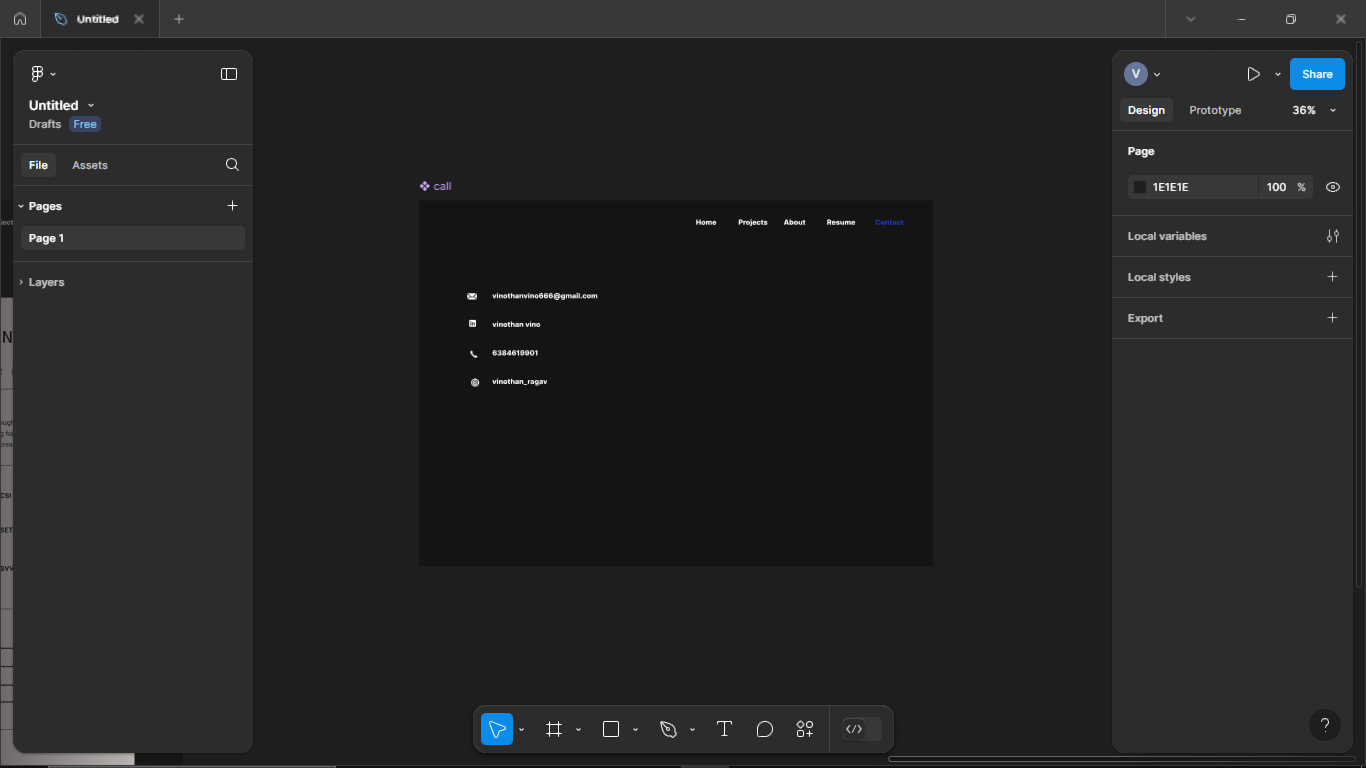 Untitled
Untitled
Drafts Free
File Assets
Pages
Page 1
Layers
call
Home Projects About Resume Contact
vinothanvino666@gmail.com
vinothan vino
6384619901
vinothan_ragav
V Share
Design Prototype 36%
Page
1E1E1E 100 %
Local variables
Local styles
Export
?